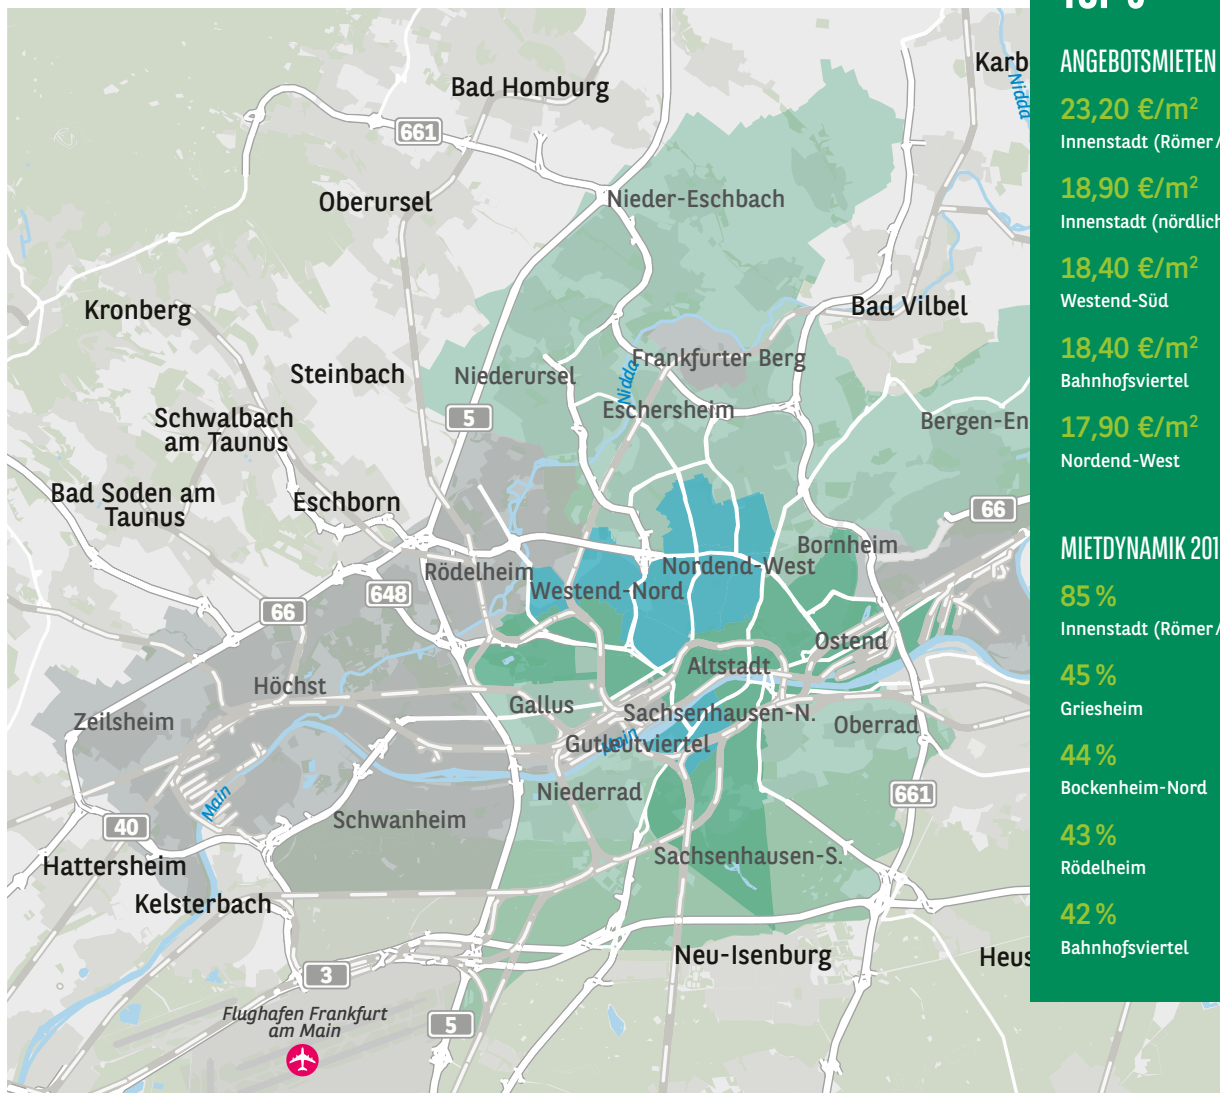 Karb
Nidda
Bad Homburg
661
Oberursel
Nieder-Eschbach
Kronberg
Bad Vilbel
Steinbach
Niederursel
Nidda
Frankfurter Berg
5
Eschersheim
Schwalbach
am Taunus
Bergen-En
Bad Soden am
Taunus
Eschborn
66
Bornheim
Rödelheim
Nordend-West
Westend-Nord
648
66
Ostend
Altstadt
Höchst
Gallus
Zeilsheim
Sachsenhausen-N.
Oberrad
Gutleutviertel
Main
Niederrad
Main
661
Schwanheim
40
Hattersheim
Sachsenhausen-S.
Kelsterbach
Neu-Isenburg
Heus
3
Flughafen Frankfurt
am Main
5
ANGEBOTSMIETEN
23,20 €/m²
Innenstadt (Römer/
18,90 €/m²
Innenstadt (nördlich
18,40 €/m²
Westend-Süd
18,40 €/m²
Bahnhofsviertel
17,90 €/m²
Nordend-West
MIETDYNAMIK 201
85 %
Innenstadt (Römer/
45 %
Griesheim
44 %
Bockenheim-Nord
43 %
Rödelheim
42 %
Bahnhofsviertel